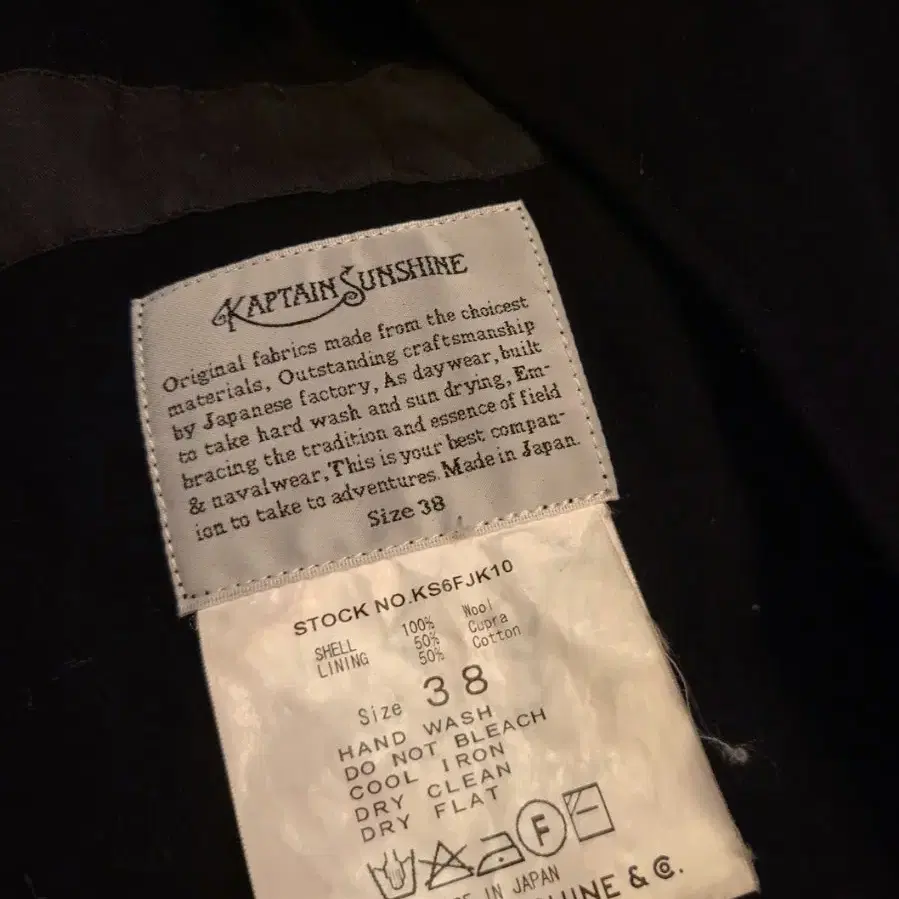 KAPTAIN SUNSHINE
Original fabrics made from the choicest
materials, Outstanding craftsmanship
by Japanese factory, As daywear, built
to take hard wash and sun drying, Em-
bracing the tradition and essence of field
& navalwear, This is your best compan-
ion to take to adventures. Made in Japan.
Size 38
STOCK NO.KS6FJK10
SHELL 100% Wool
LINING 50% Cupra
50% Cotton
Size 38
HAND WASH
DO NOT BLEACH
COOL IRON
DRY CLEAN
DRY FLAT
F
IN JAPAN
& Co.